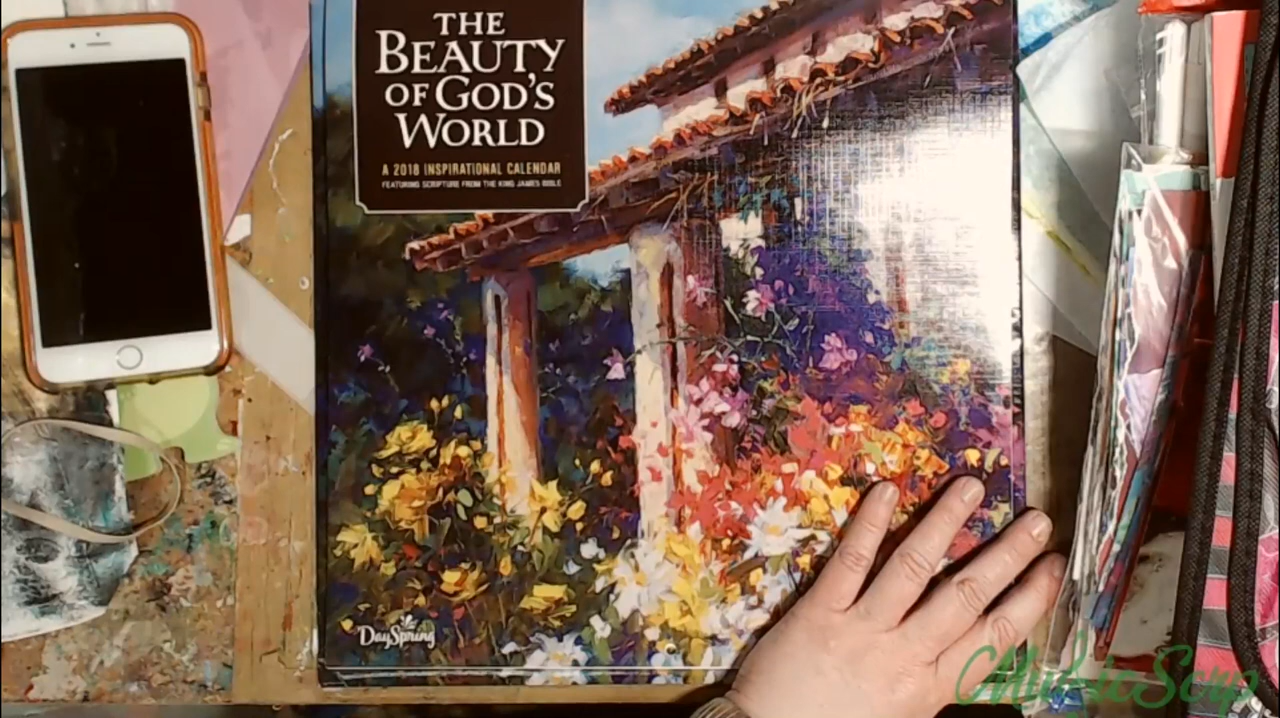 THE
BEAUTY
OF GOD'S
WORLD
A 2018 INSPIRATIONAL CALENDAR
FEATURING SCRIPTURE FROM THE KING JAMES BIBLE
DaySpring